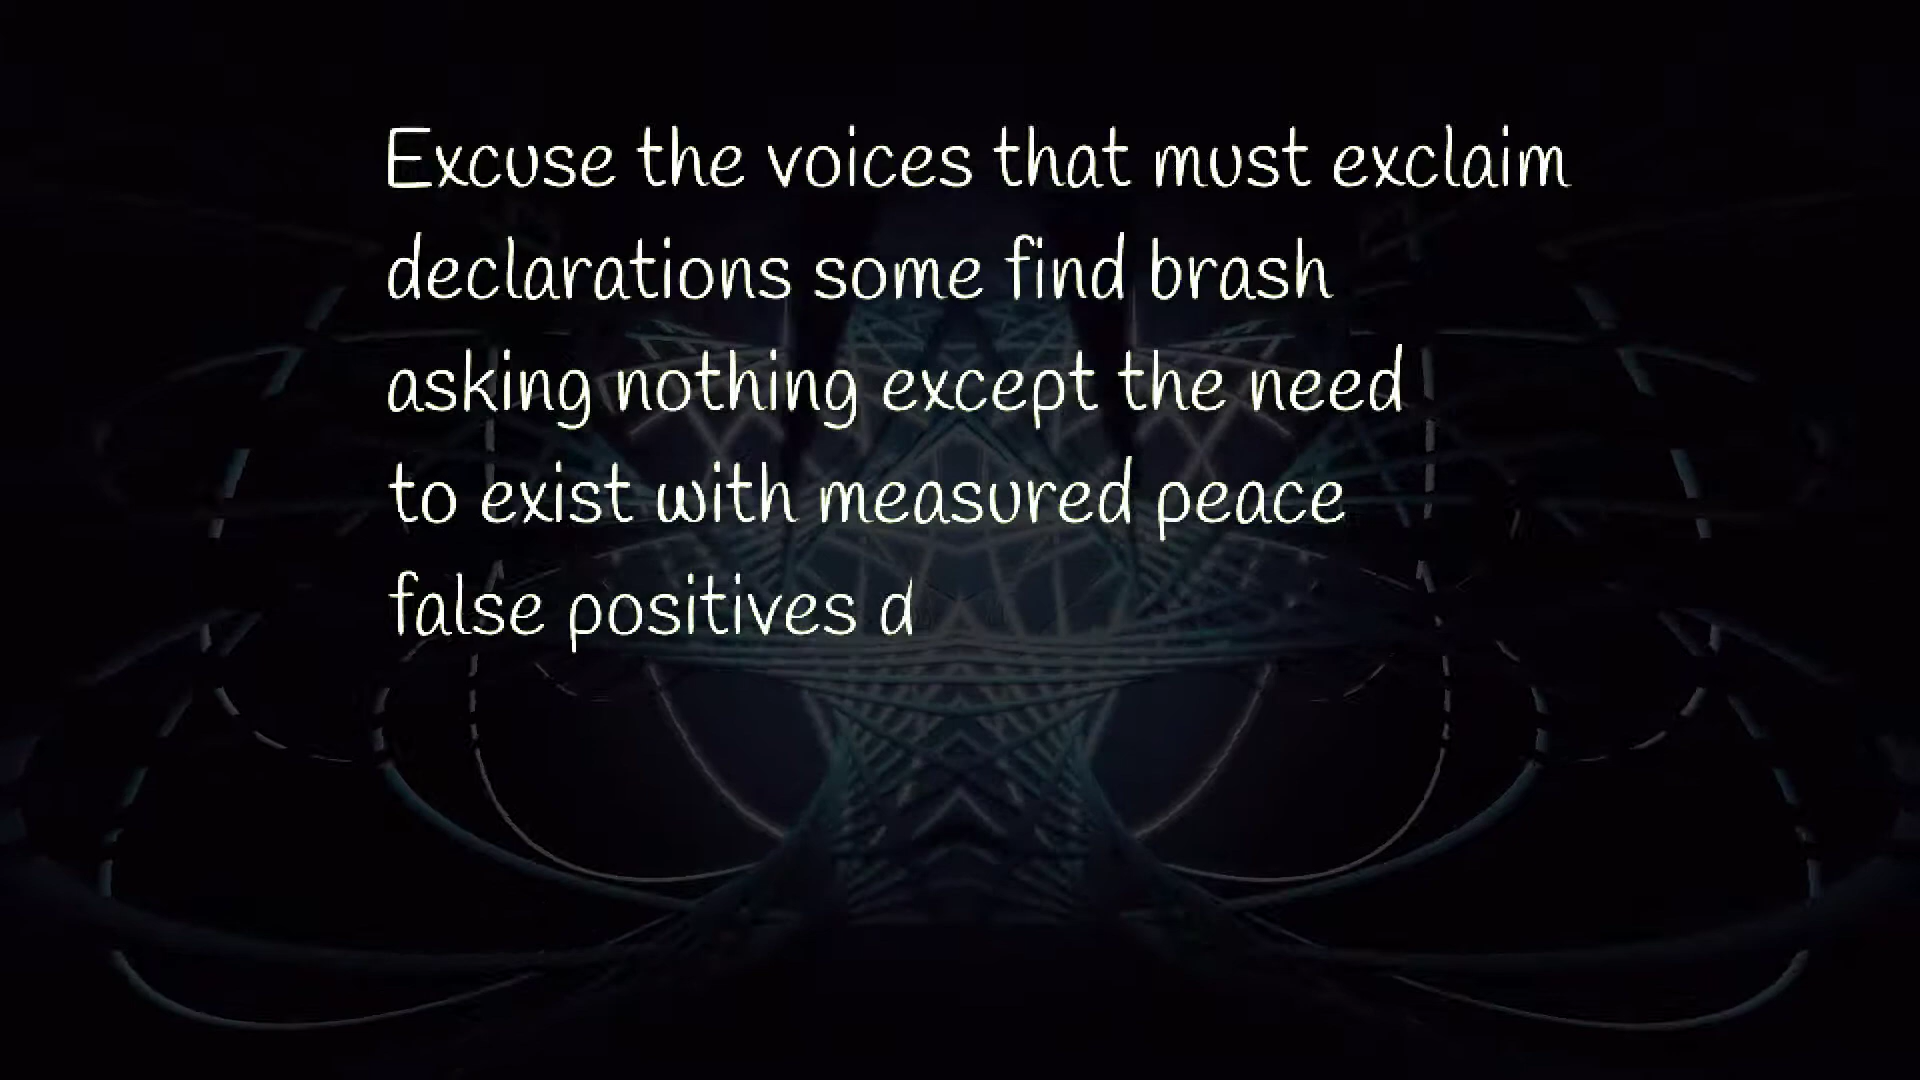 Excuse the voices that must exclaim
declarations some find brash
asking nothing except the need
to exist with measured peace
false positives d